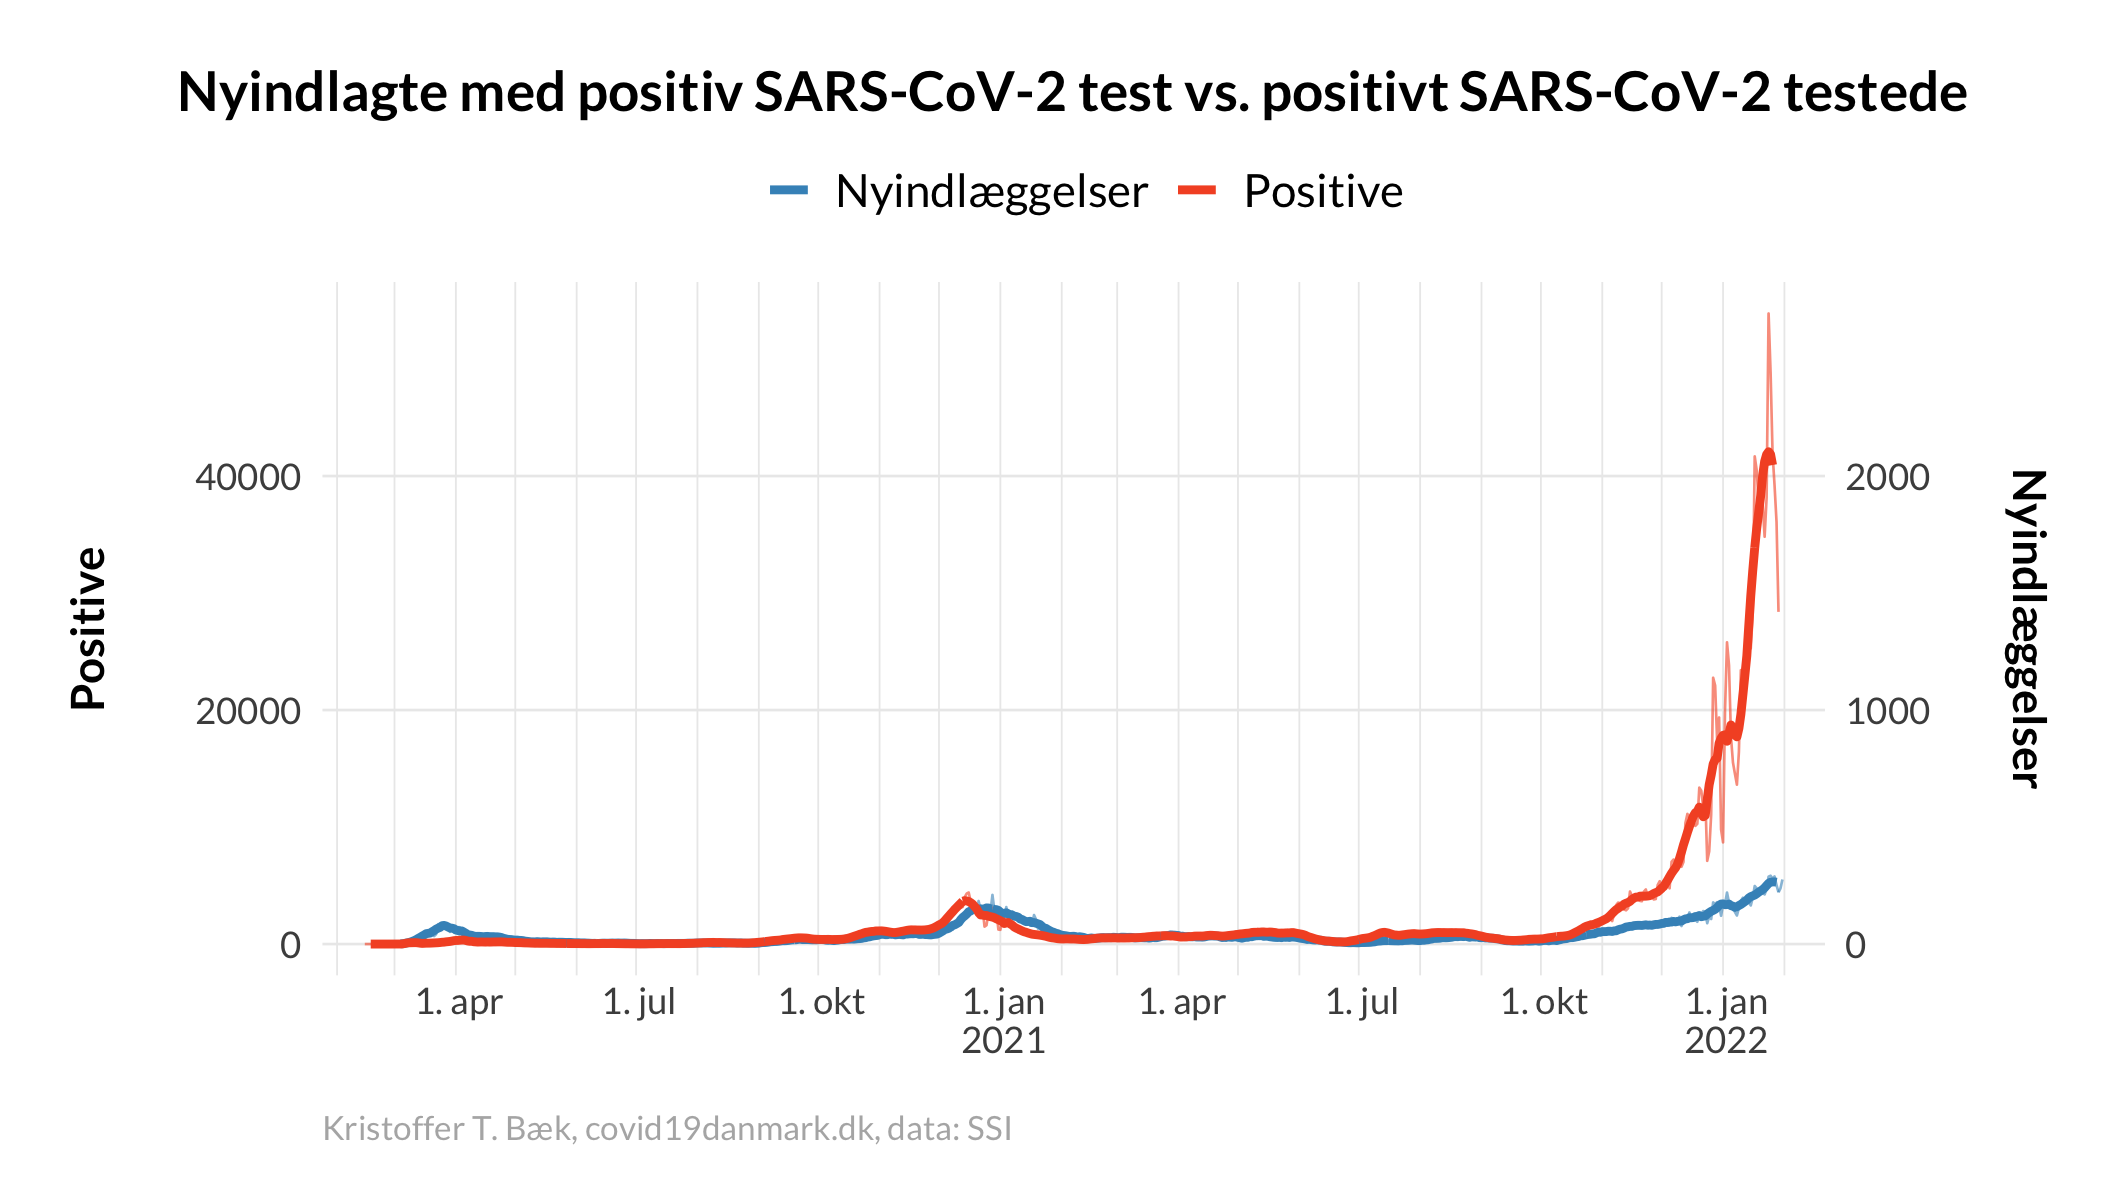 Nyindlagte med positiv SARS-CoV-2 test vs. positivt SARS-CoV-2 testede
Nyindlæggelser Positive
Positive
40000
20000
0
2000
1000
0
Nyindlæggelser
1. apr 1. jul 1. okt 1. jan 1. apr 1. jul 1. okt 1. jan
2021 2022
Kristoffer T. Bæk, covid19danmark.dk, data: SSI